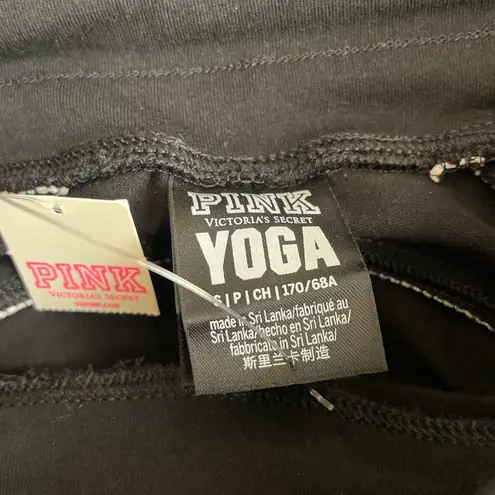 PINK
VICTORIA'S SECRET
YOGA
S | P | CH | 170/68A
made in Sri Lanka/fabriqué au
Sri Lanka/hecho en Sri Lanka/
fabbricato in Sri Lanka/
斯里兰卡制造
PINK
VICTORIA'S SECRET